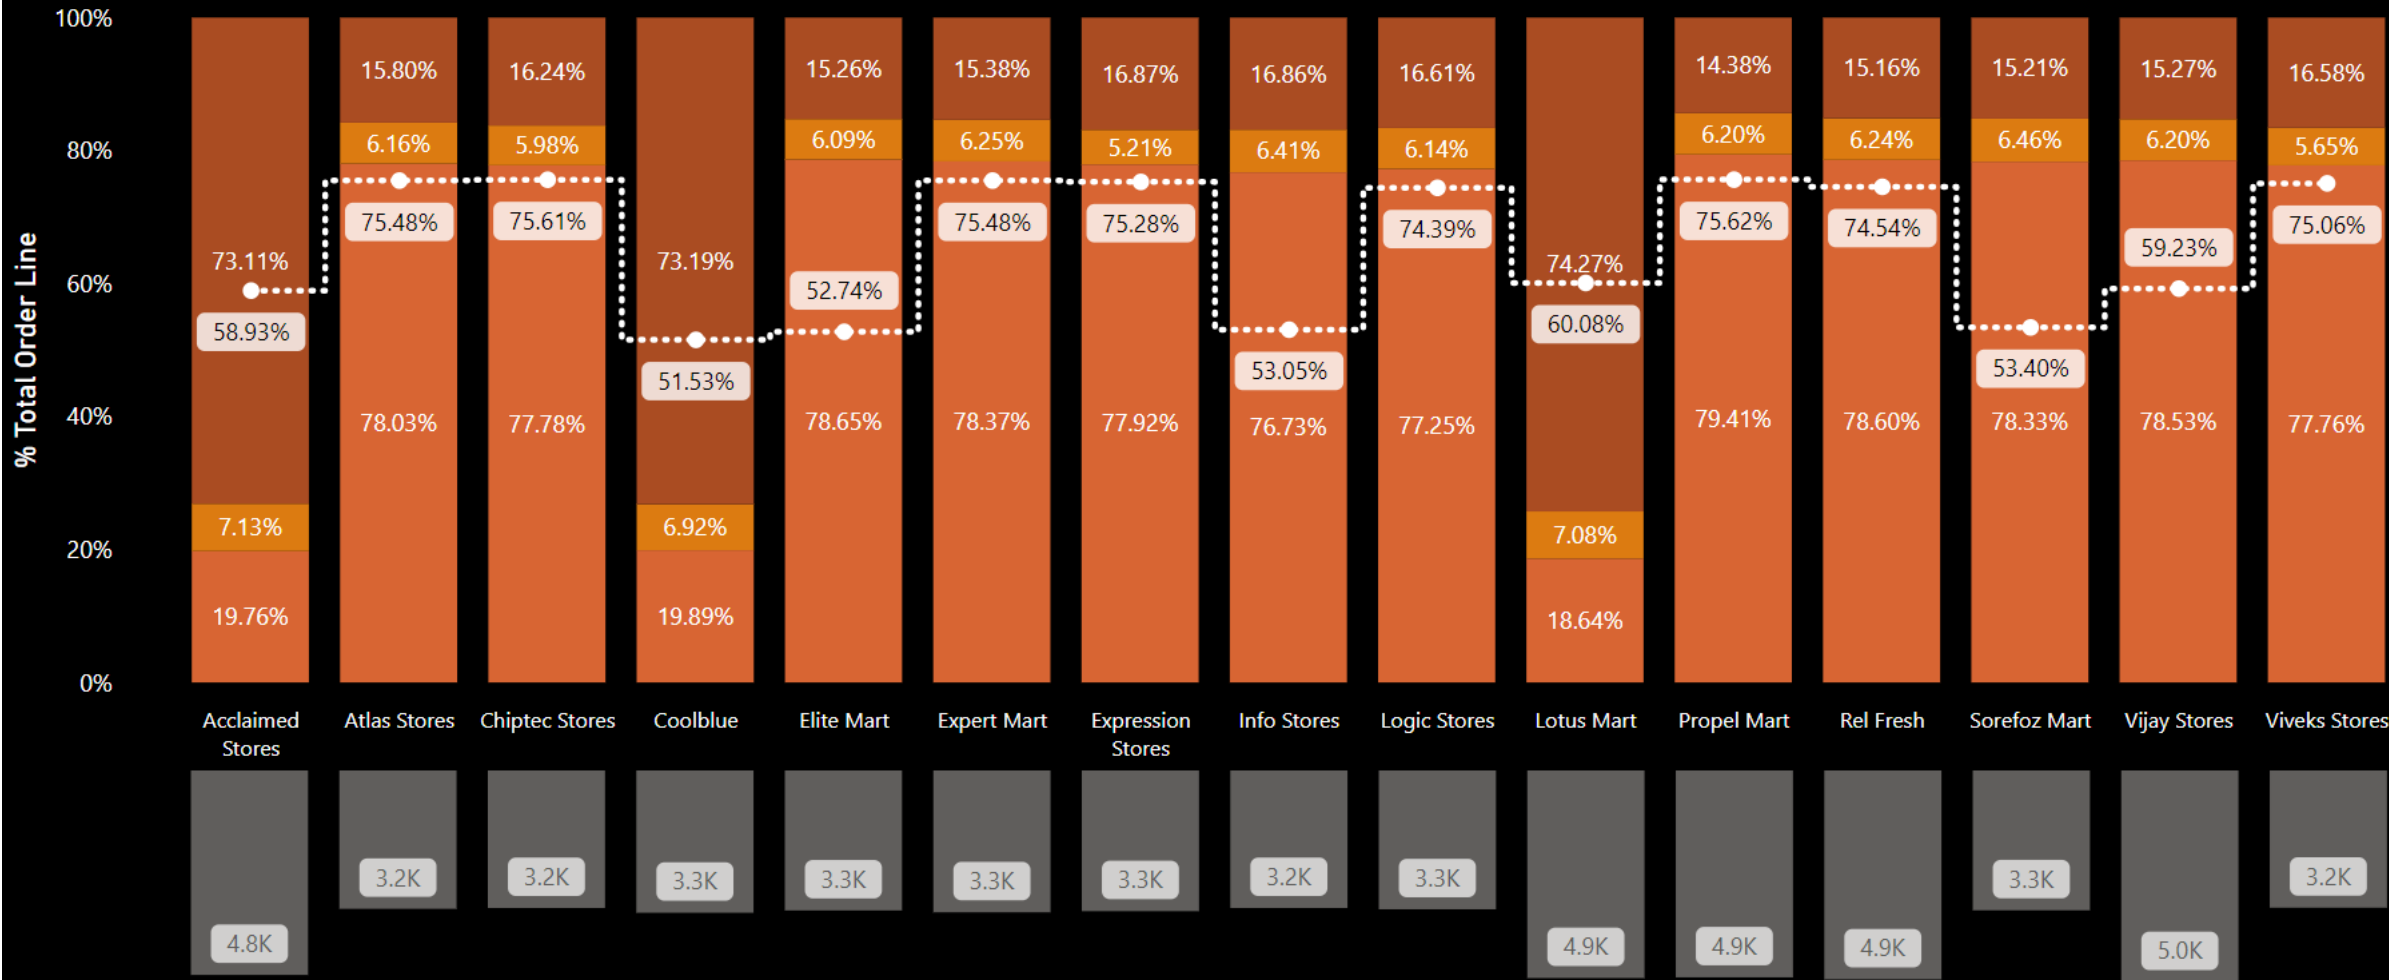 % Total Order Line
100%
80%
60%
40%
20%
0%
73.11%
58.93%
7.13%
19.76%
15.80%
6.16%
75.48%
78.03%
16.24%
5.98%
75.61%
77.78%
73.19%
51.53%
6.92%
19.89%
15.26%
6.09%
52.74%
78.65%
15.38%
6.25%
75.48%
78.37%
16.87%
5.21%
75.28%
77.92%
16.86%
6.41%
53.05%
76.73%
16.61%
6.14%
74.39%
77.25%
74.27%
60.08%
7.08%
18.64%
14.38%
6.20%
75.62%
79.41%
15.16%
6.24%
74.54%
78.60%
15.21%
6.46%
53.40%
78.33%
15.27%
6.20%
59.23%
78.53%
16.58%
5.65%
75.06%
77.76%
Acclaimed
Stores
Atlas Stores
Chiptec Stores
Coolblue
Elite Mart
Expert Mart
Expression
Stores
Info Stores
Logic Stores
Lotus Mart
Propel Mart
Rel Fresh
Sorefoz Mart
Vijay Stores
Viveks Stores
4.8K
3.2K
3.2K
3.3K
3.3K
3.3K
3.3K
3.2K
3.3K
4.9K
4.9K
4.9K
3.3K
5.0K
3.2K